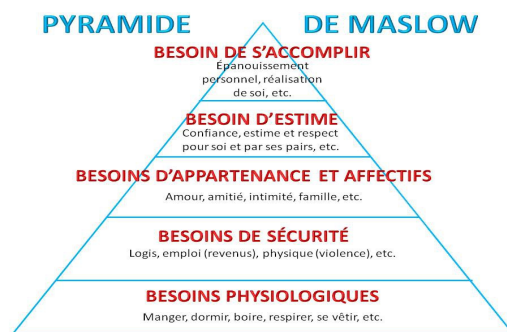 PYRAMIDE DE MASLOW
BESOIN DE S'ACCOMPLIR
Épanouissement
personnel, réalisation
de soi, etc.
BESOIN D'ESTIME
Confiance, estime et respect
pour soi et par ses pairs, etc.
BESOINS D'APPARTENANCE ET AFFECTIFS
Amour, amitié, intimité, famille, etc.
BESOINS DE SÉCURITÉ
Logis, emploi (revenus), physique (violence), etc.
BESOINS PHYSIOLOGIQUES
Manger, dormir, boire, respirer, se vêtir, etc.